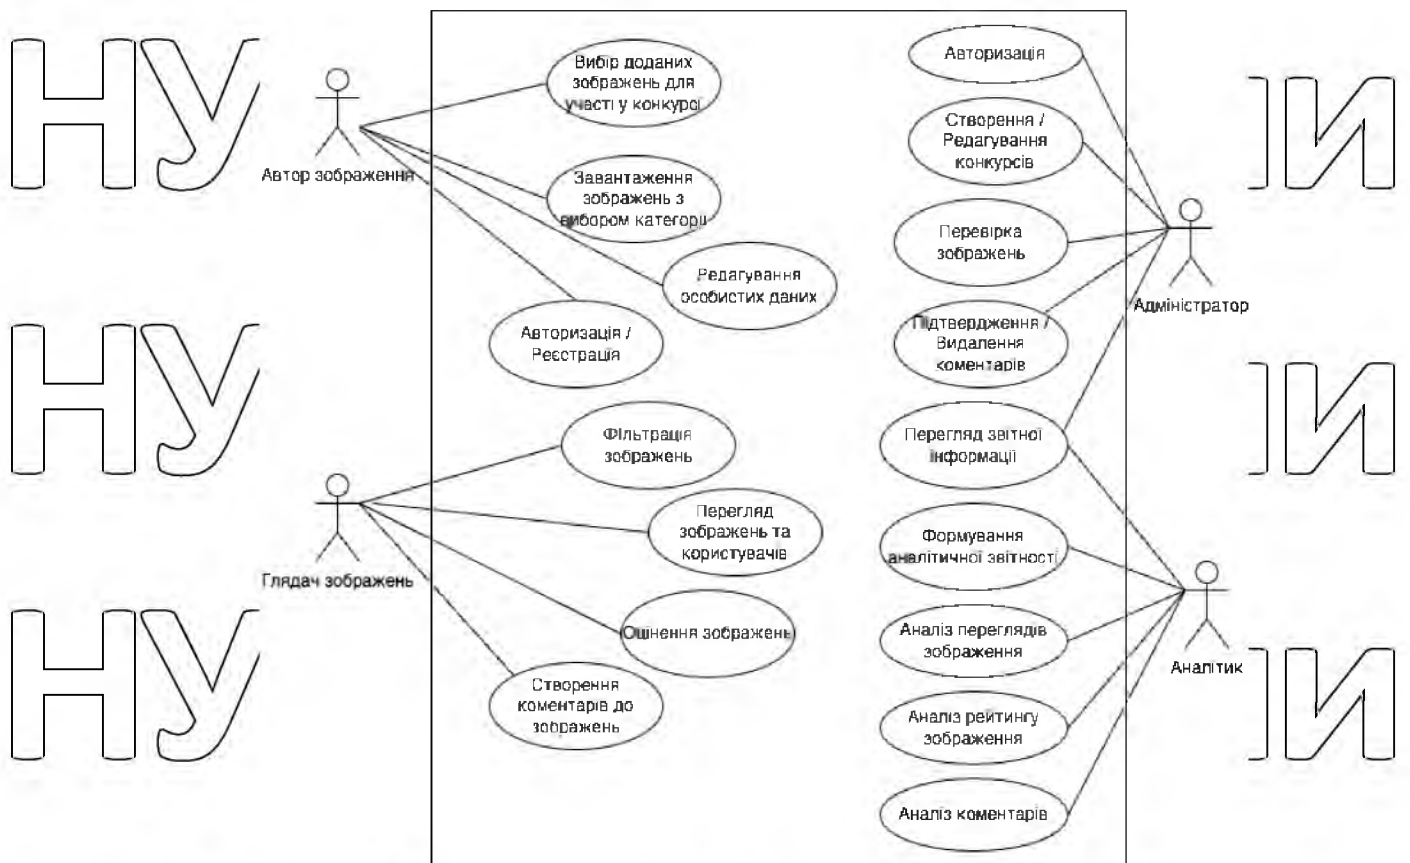 НУ
И
Вибір доданих
зображень для
участі у конкурсі
Автор зображення
Завантаження
зображень з
вибором категорії
Редагування
особистих даних
Авторизація /
Реєстрація
Авторизація
Створення /
Редагування
конкурсів
Перевірка
зображень
Адміністратор
Підтвердження /
Видалення
коментарів
НУ
И
Фільтрація
зображень
Перегляд
зображень та
користувачів
Глядач зображень
Оцінення зображень
Створення
коментарів до
зображень
Перегляд звітної
інформації
Формування
аналітичної звітності
Аналіз переглядів
зображення
Аналітик
Аналіз рейтингу
зображення
Аналіз коментарів
НУ
И